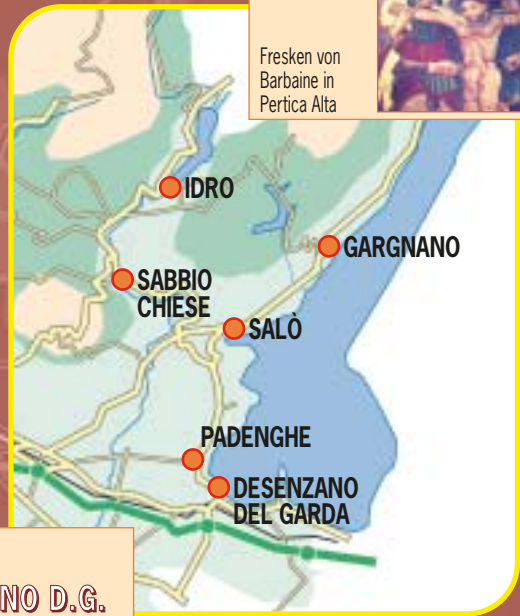 Fresken von
Barbaine in
Pertica Alta
IDRO
GARGNANO
SABBIO
CHIESE
SALÒ
PADENGHE
DESENZANO
DEL GARDA
NO D.G.